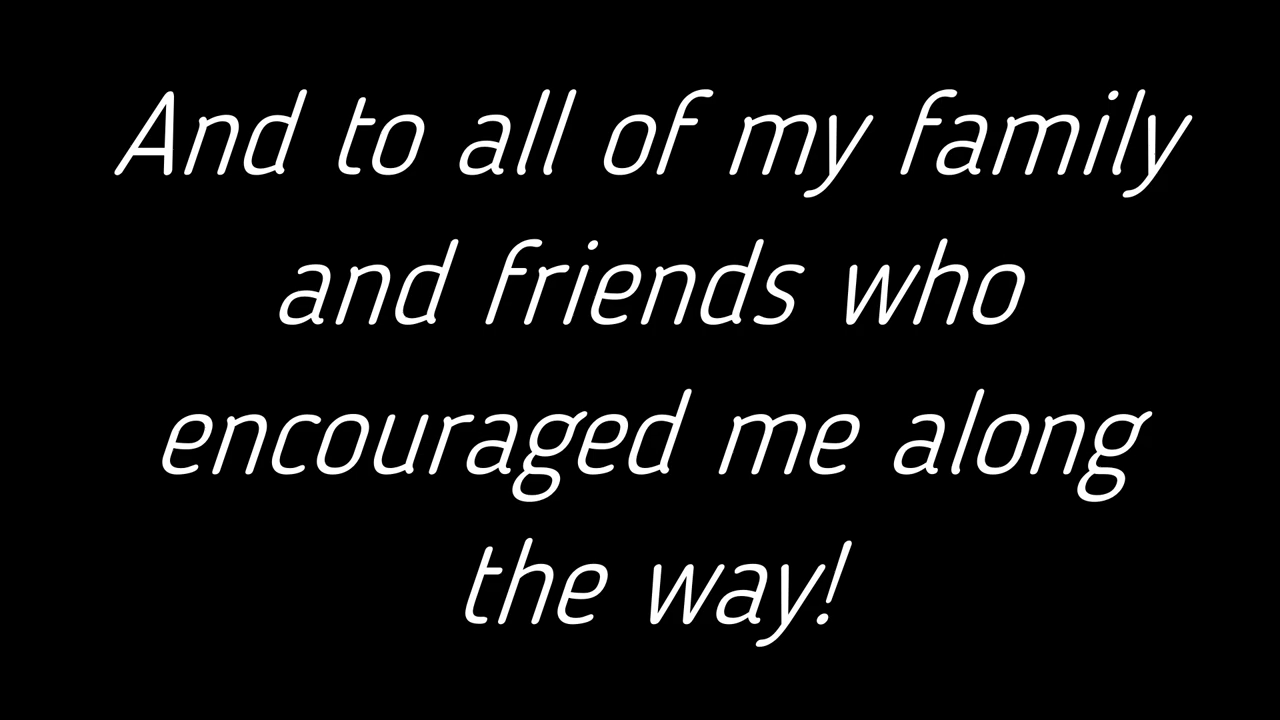 And to all of my family
and friends who
encouraged me along
the way!